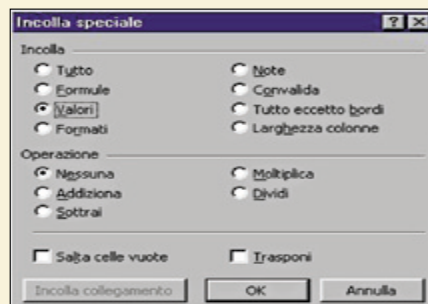 Incolla speciale
Incolla
Tutto
Note
Formule
Convalida
Valori
Tutto eccetto bordi
Formati
Larghezza colonne
Operazione
Nessuna
Moltiplica
Addiziona
Dividi
Sottrai
Salta celle vuote
Trasponi
Incolla collegamento
OK
Annulla